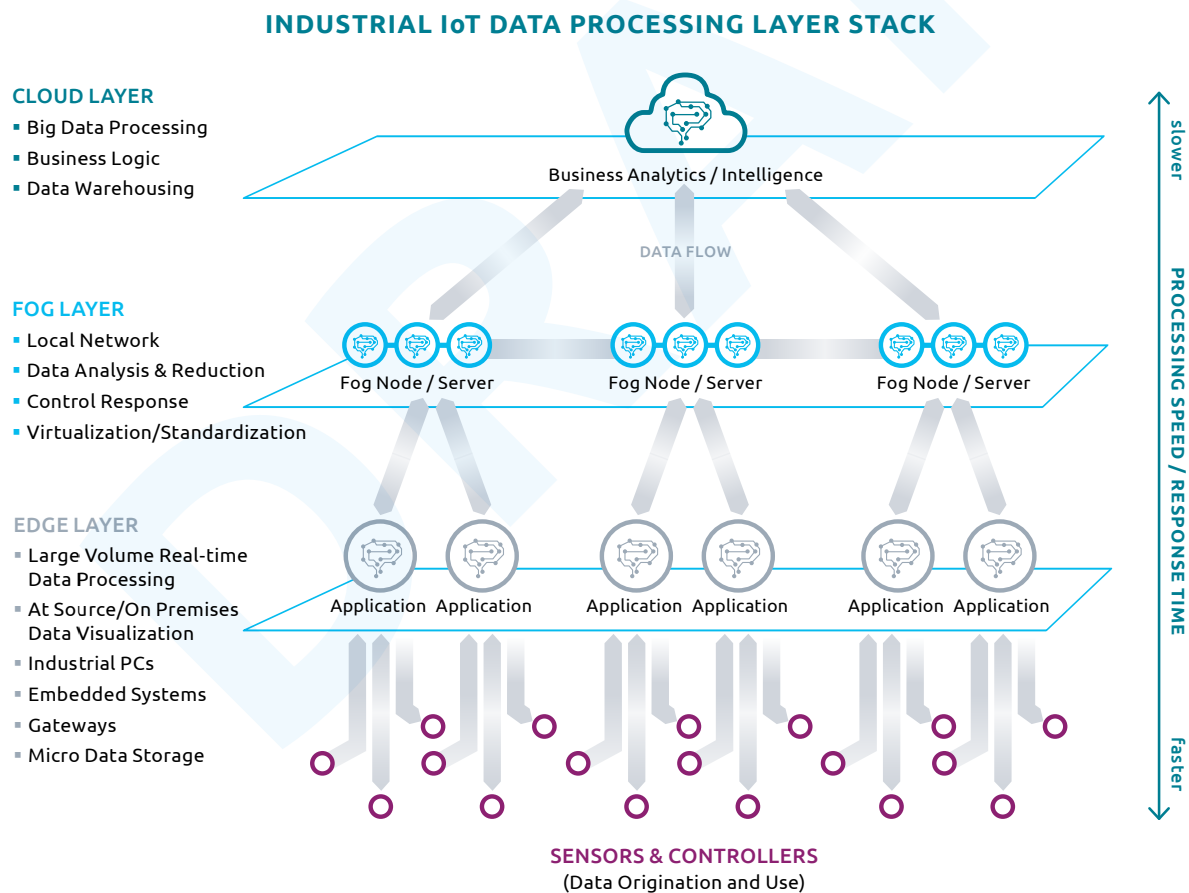 INDUSTRIAL IoT DATA PROCESSING LAYER STACK
CLOUD LAYER
▪ Big Data Processing
▪ Business Logic
▪ Data Warehousing
Business Analytics / Intelligence
DATA FLOW
FOG LAYER
▪ Local Network
▪ Data Analysis & Reduction
▪ Control Response
▪ Virtualization/Standardization
Fog Node / Server
Fog Node / Server
Fog Node / Server
EDGE LAYER
▪ Large Volume Real-time
Data Processing
▪ At Source/On Premises
Data Visualization
▪ Industrial PCs
▪ Embedded Systems
▪ Gateways
▪ Micro Data Storage
Application
Application
Application
Application
Application
Application
slower
PROCESSING SPEED / RESPONSE TIME
faster
SENSORS & CONTROLLERS
(Data Origination and Use)